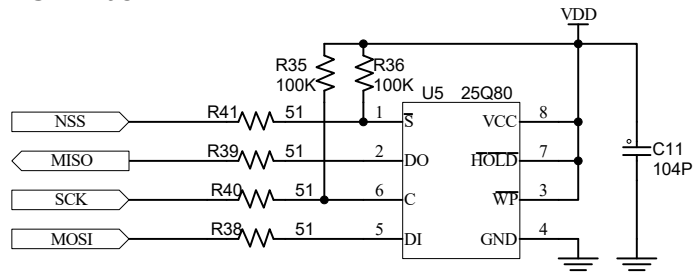 VDD
R35
100K
R36
100K
U5 25Q80
NSS
R41 51 1 S VCC 8
MISO
R39 51 2 DO HOLD 7
C11
104P
SCK
R40 51 6 C WP 3
MOSI
R38 51 5 DI GND 4